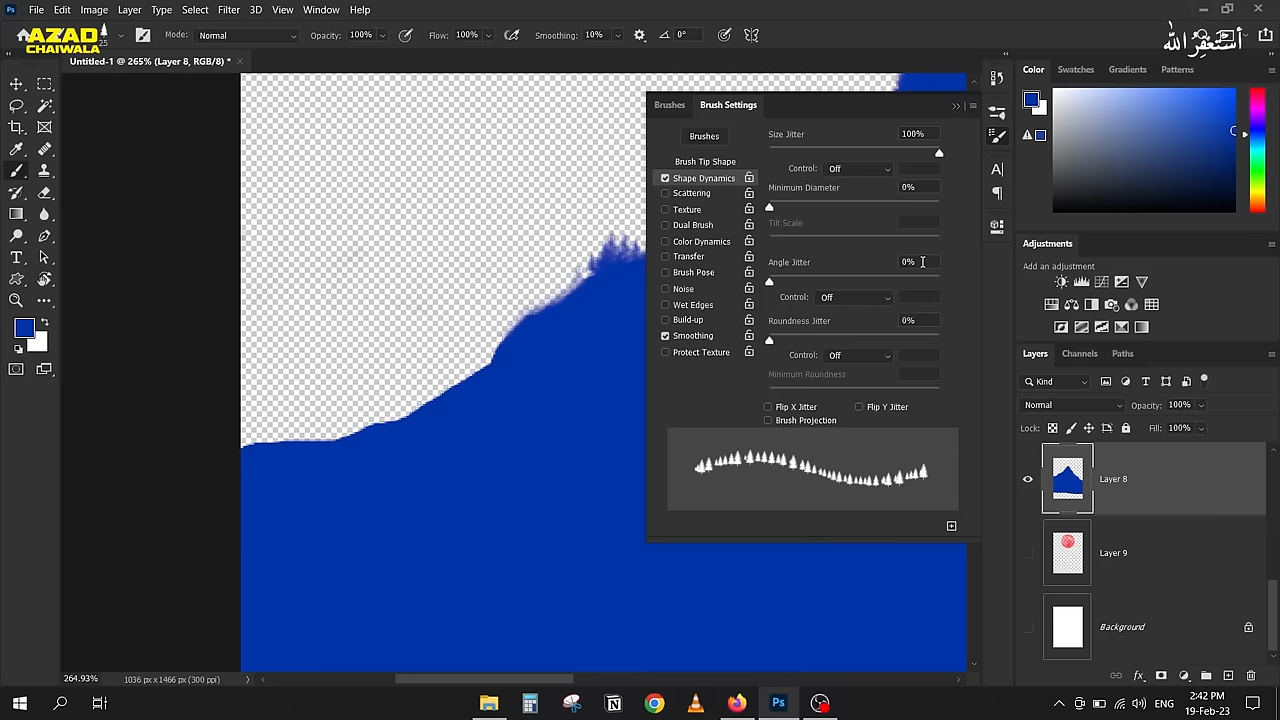 Ps File Edit Image Layer Type Select Filter 3D View Window Help
AZAD
CHAIWALA
25 Mode: Normal Opacity: 100% Flow: 100% Smoothing: 10% 0°
أستغفر الله
Untitled-1 @ 265% (Layer 8, RGB/8) *
Brushes Brush Settings
Brushes
Brush Tip Shape
Shape Dynamics
Scattering
Texture
Dual Brush
Color Dynamics
Transfer
Brush Pose
Noise
Wet Edges
Build-up
Smoothing
Protect Texture
Size Jitter 100%
Control: Off
Minimum Diameter 0%
Tilt Scale
Angle Jitter 0%
Control: Off
Roundness Jitter 0%
Control: Off
Minimum Roundness
Flip X Jitter Flip Y Jitter
Brush Projection
Color Swatches Gradients Patterns
Adjustments
Add an adjustment
Layers Channels Paths
Kind
Normal Opacity: 100%
Lock: Fill: 100%
Layer 8
Layer 9
Background
264.93% 1036 px x 1466 px (300 ppi)
2:42 PM
19-Feb-23